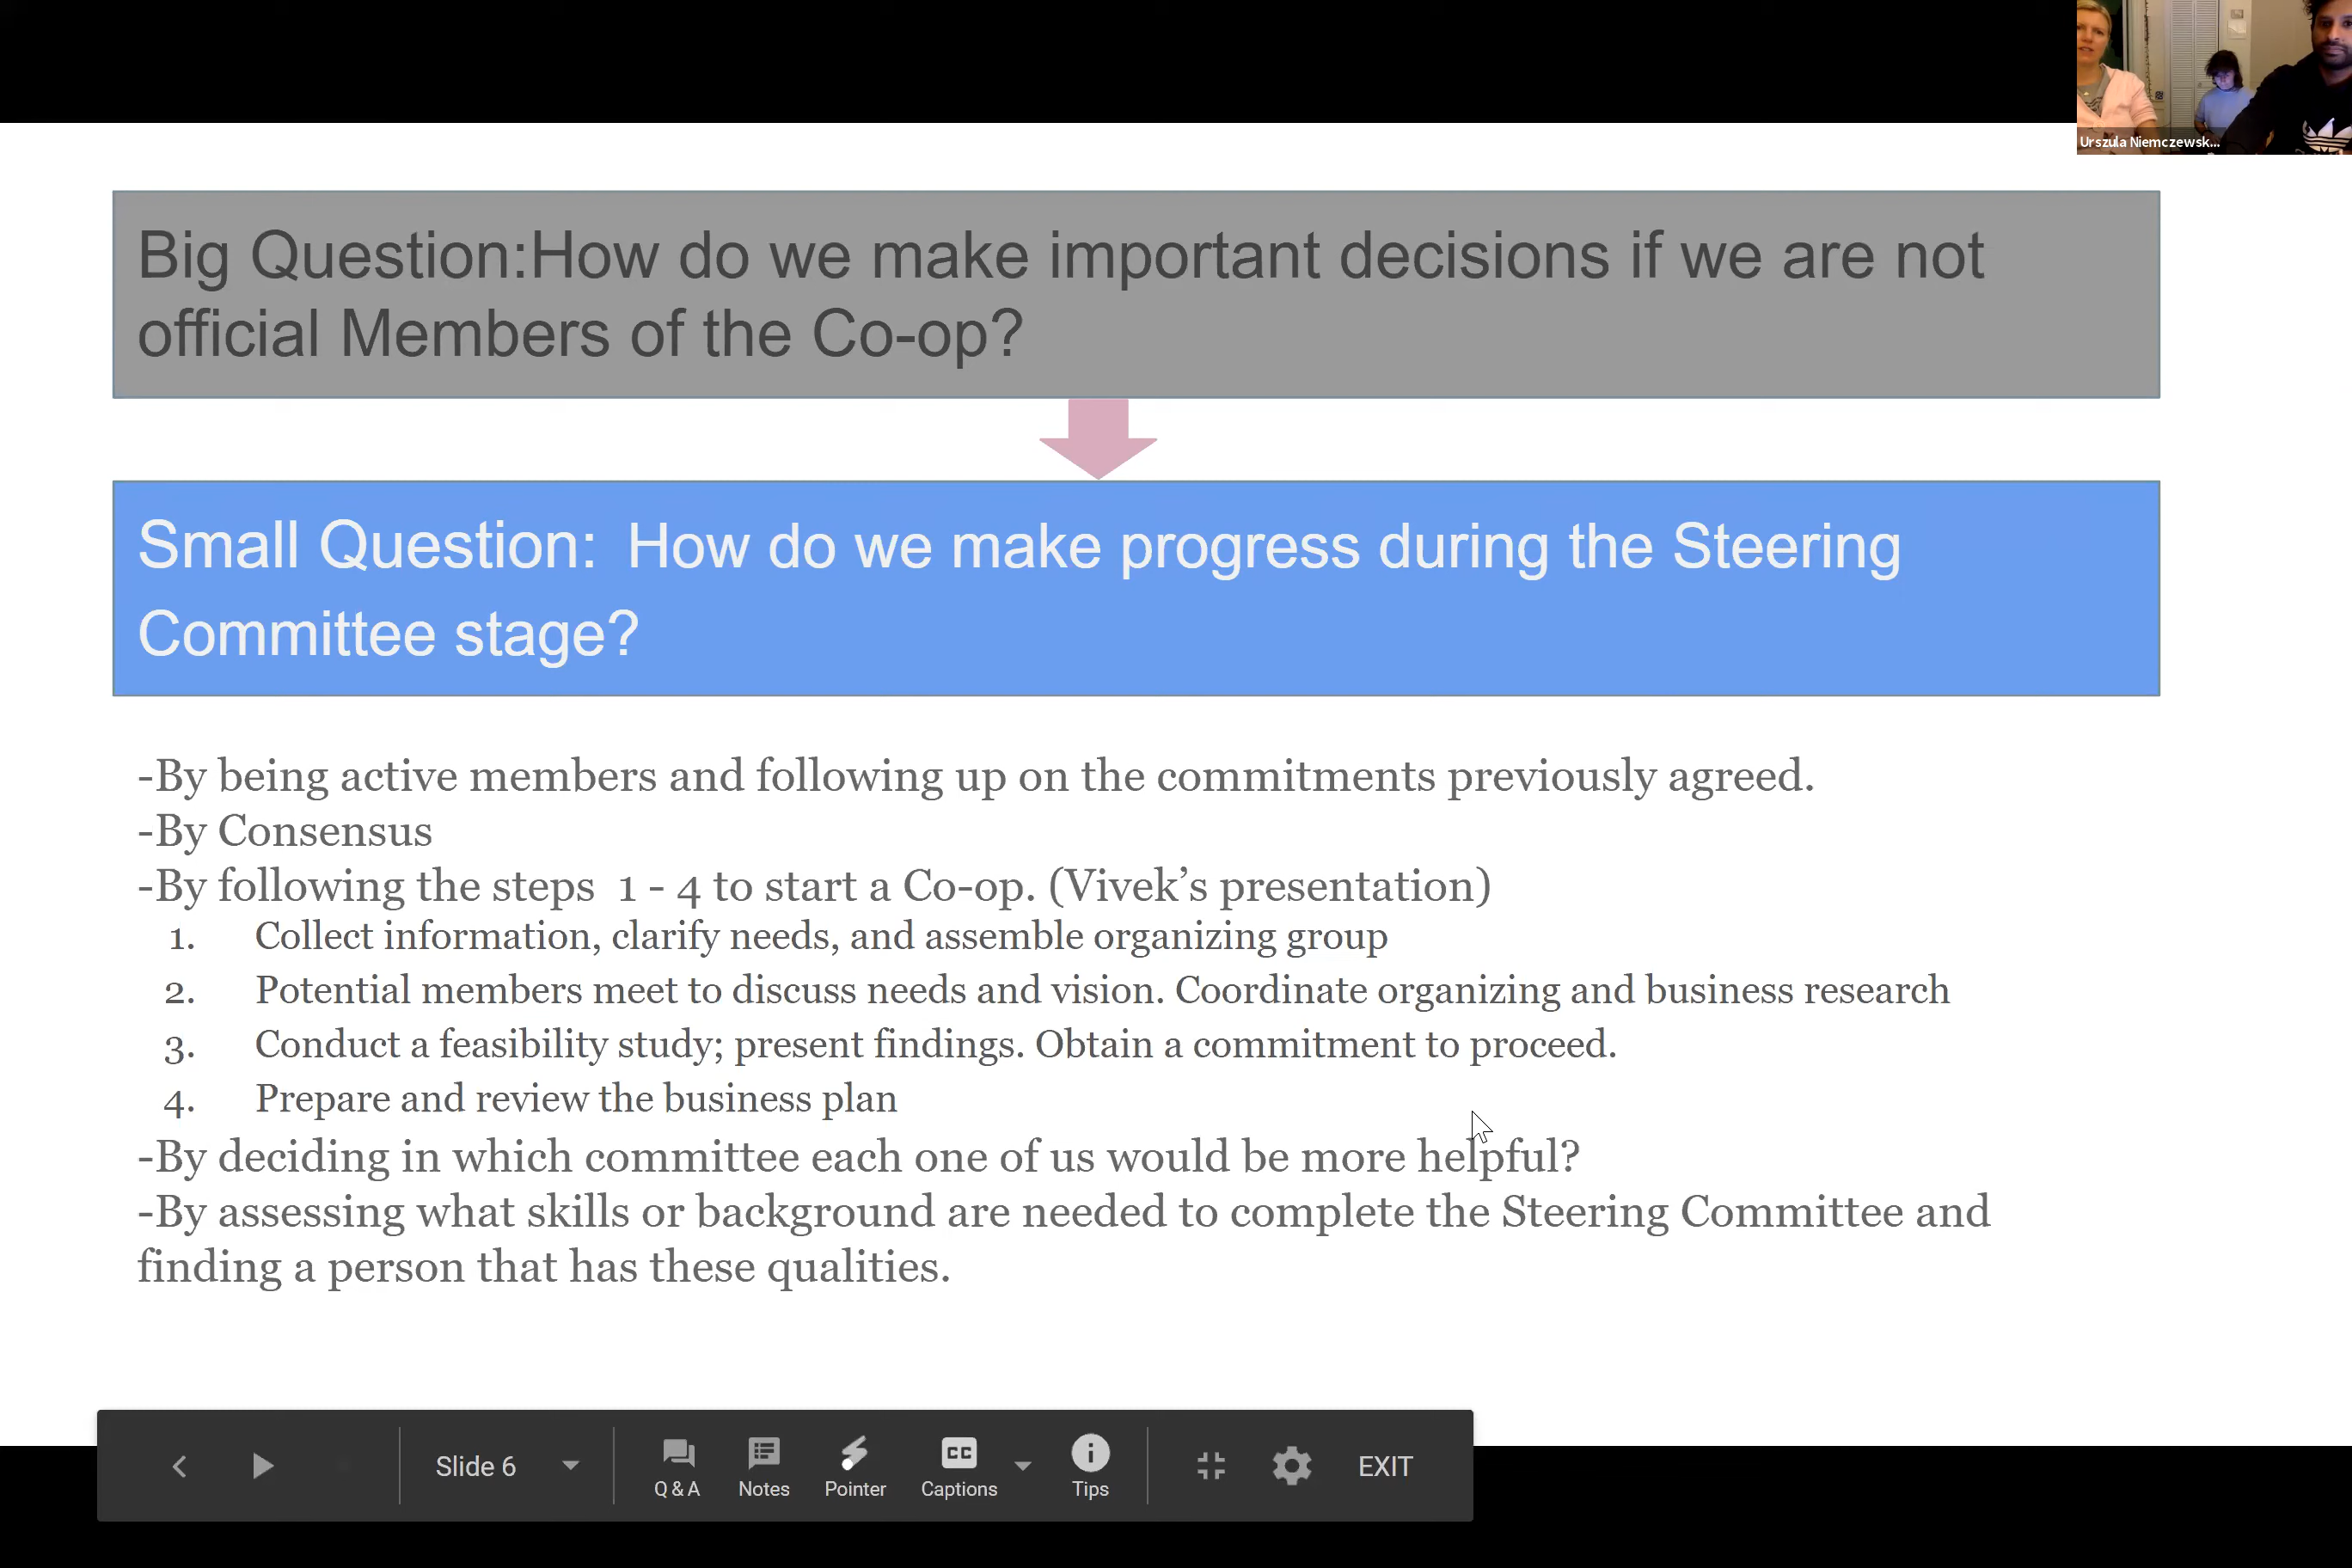 Urszula Niemczewsk...
Big Question:How do we make important decisions if we are not
official Members of the Co-op?
Small Question: How do we make progress during the Steering
Committee stage?
-By being active members and following up on the commitments previously agreed.
-By Consensus
-By following the steps 1 - 4 to start a Co-op. (Vivek's presentation)
1. Collect information, clarify needs, and assemble organizing group
2. Potential members meet to discuss needs and vision. Coordinate organizing and business research
3. Conduct a feasibility study; present findings. Obtain a commitment to proceed.
4. Prepare and review the business plan
-By deciding in which committee each one of us would be more helpful?
-By assessing what skills or background are needed to complete the Steering Committee and
finding a person that has these qualities.
Slide 6
Q & A
Notes
Pointer
CC
Captions
Tips
EXIT